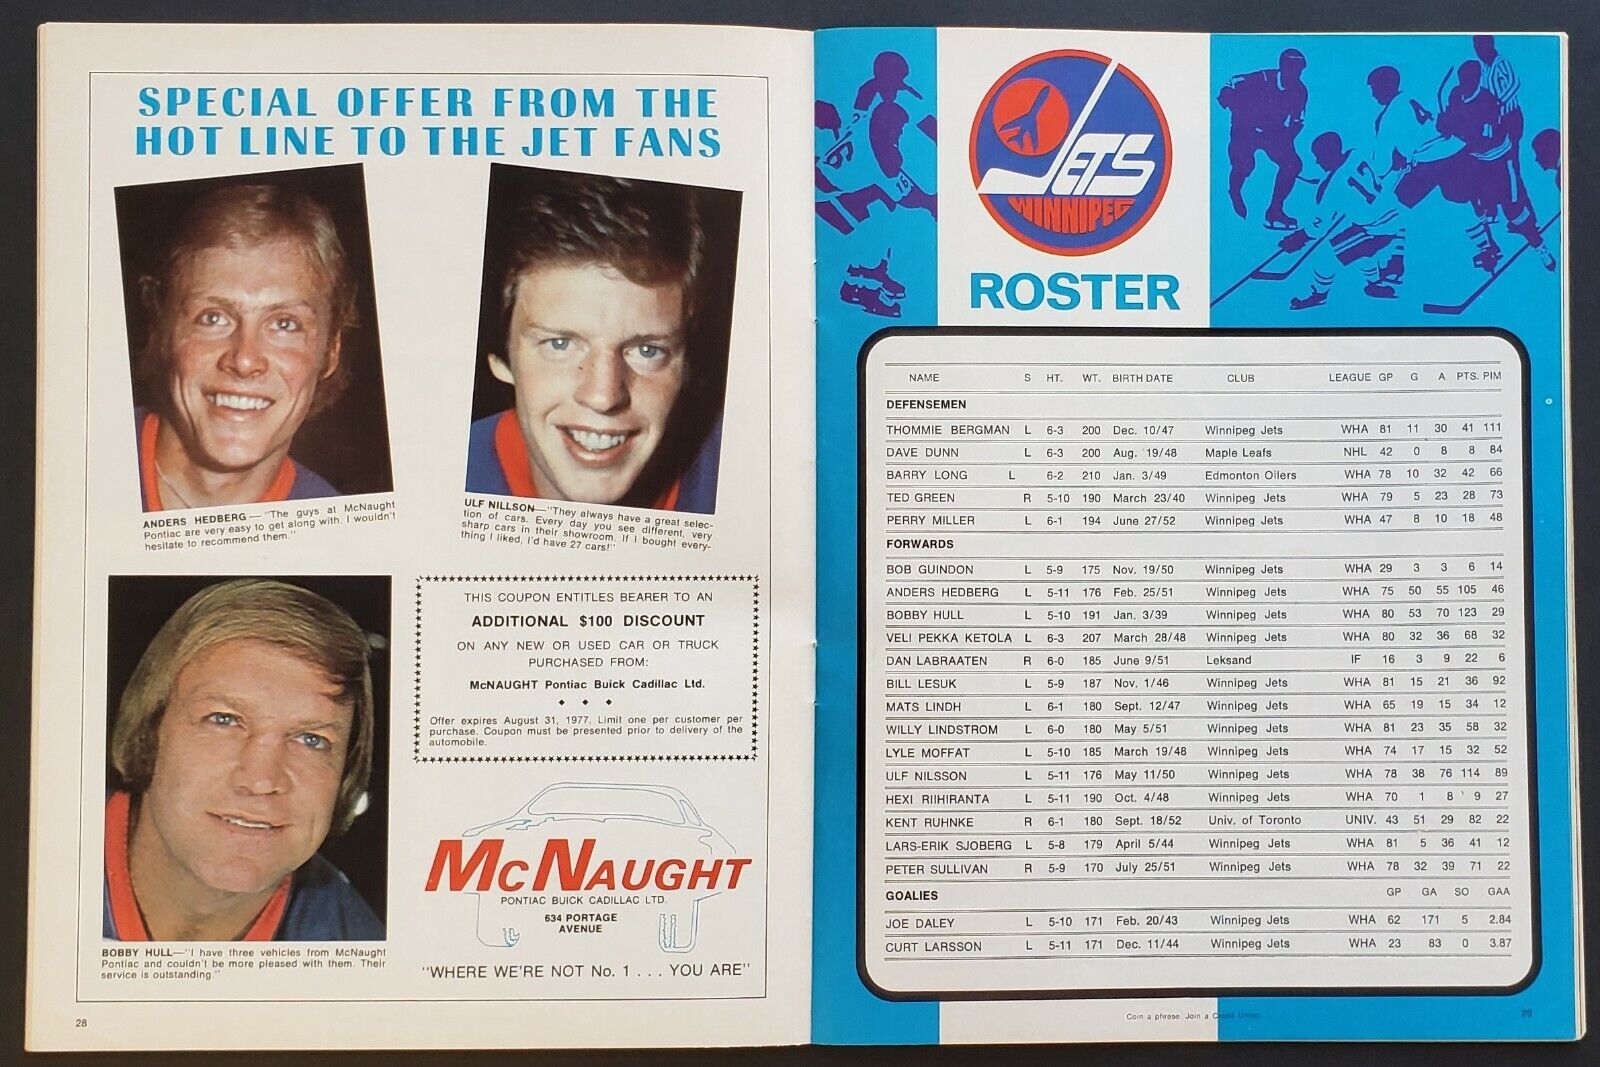 SPECIAL OFFER FROM THE
HOT LINE TO THE JET FANS
ANDERS HEDBERG—"The guys at McNaught
Pontiac are very easy to get along with. I wouldn't
hesitate to recommend them."
ULF NILLSON—"They always have a great selec-
tion of cars. Every day you see different, very
sharp cars in their showroom. If I bought every-
thing I liked, I'd have 27 cars!"
BOBBY HULL—"I have three vehicles from McNaught
Pontiac and couldn't be more pleased with them. Their
service is outstanding."
THIS COUPON ENTITLES BEARER TO AN
ADDITIONAL $100 DISCOUNT
ON ANY NEW OR USED CAR OR TRUCK
PURCHASED FROM:
McNAUGHT Pontiac Buick Cadillac Ltd.
Offer expires August 31, 1977. Limit one per customer per
purchase. Coupon must be presented prior to delivery of the
automobile.
McNAUGHT
PONTIAC BUICK CADILLAC LTD.
634 PORTAGE
AVENUE
"WHERE WE'RE NOT No. 1 . . . YOU ARE"
28
JETS
WINNIPEG
ROSTER
NAME S HT. WT. BIRTH DATE CLUB LEAGUE GP G A PTS. PIM
DEFENSEMEN
THOMMIE BERGMAN L 6-3 200 Dec. 10/47 Winnipeg Jets WHA 81 11 30 41 111
DAVE DUNN L 6-3 200 Aug. 19/48 Maple Leafs NHL 42 0 8 8 84
BARRY LONG L 6-2 210 Jan. 3/49 Edmonton Oilers WHA 78 10 32 42 66
TED GREEN R 5-10 190 March 23/40 Winnipeg Jets WHA 79 5 23 28 73
PERRY MILLER L 6-1 194 June 27/52 Winnipeg Jets WHA 47 8 10 18 48
FORWARDS
BOB GUINDON L 5-9 175 Nov. 19/50 Winnipeg Jets WHA 29 3 3 6 14
ANDERS HEDBERG L 5-11 176 Feb. 25/51 Winnipeg Jets WHA 75 50 55 105 46
BOBBY HULL L 5-10 191 Jan. 3/39 Winnipeg Jets WHA 80 53 70 123 29
VELI PEKKA KETOLA L 6-3 207 March 28/48 Winnipeg Jets WHA 80 32 36 68 32
DAN LABRAATEN R 6-0 185 June 9/51 Leksand IF 16 3 9 22 6
BILL LESUK L 5-9 187 Nov. 1/46 Winnipeg Jets WHA 81 15 21 36 92
MATS LINDH L 6-1 180 Sept. 12/47 Winnipeg Jets WHA 65 19 15 34 12
WILLY LINDSTROM L 6-0 180 May 5/51 Winnipeg Jets WHA 81 23 35 58 32
LYLE MOFFAT L 5-10 185 March 19/48 Winnipeg Jets WHA 74 17 15 32 52
ULF NILSSON L 5-11 176 May 11/50 Winnipeg Jets WHA 78 38 76 114 89
HEXI RIIHIRANTA L 5-11 190 Oct. 4/48 Winnipeg Jets WHA 70 1 8 9 27
KENT RUHNKE R 6-1 180 Sept. 18/52 Univ. of Toronto UNIV. 43 51 29 82 22
LARS-ERIK SJOBERG L 5-8 179 April 5/44 Winnipeg Jets WHA 81 5 36 41 12
PETER SULLIVAN R 5-9 170 July 25/51 Winnipeg Jets WHA 78 32 39 71 22
GOALIES GP GA SO GAA
JOE DALEY L 5-10 171 Feb. 20/43 Winnipeg Jets WHA 62 171 5 2.84
CURT LARSSON L 5-11 171 Dec. 11/44 Winnipeg Jets WHA 23 83 0 3.87
Coin a phrase. Join a Credit Union
29